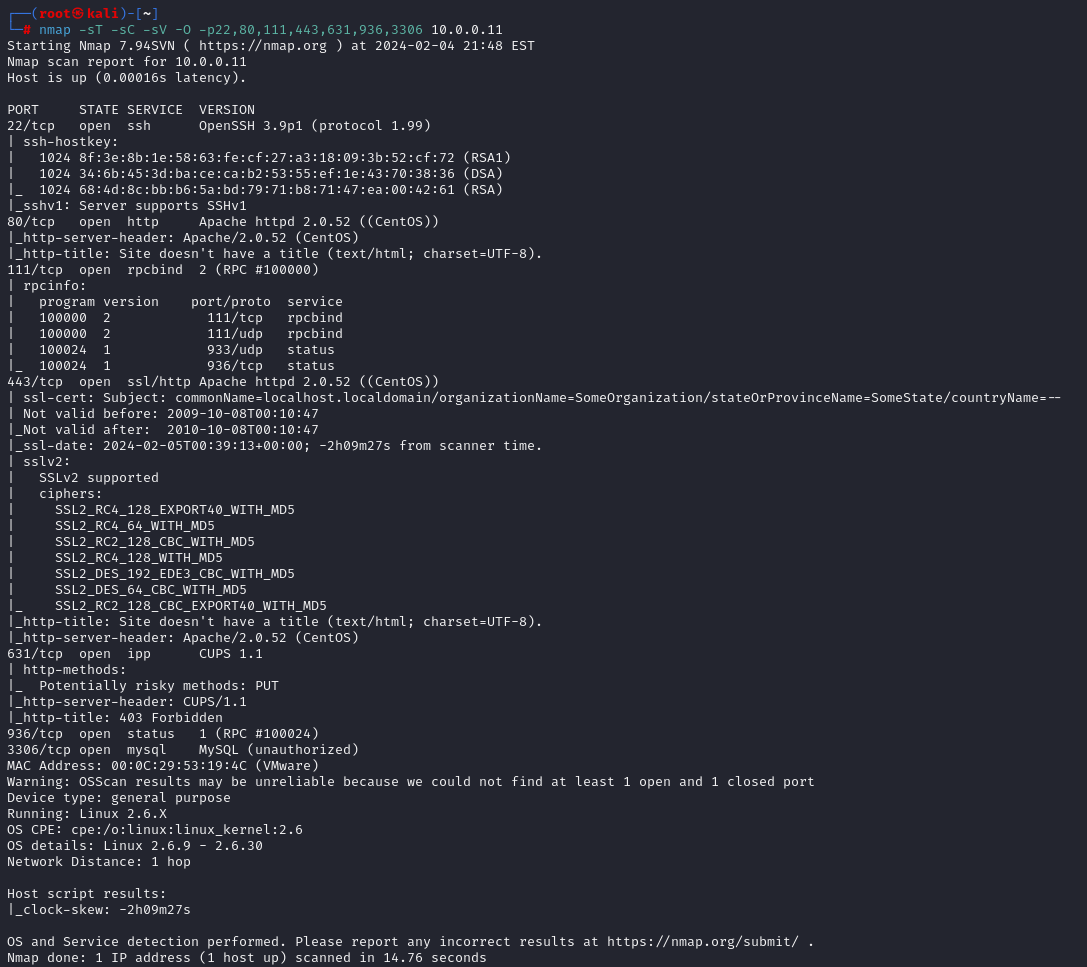 ┌──(root㉿kali)-[~]
└─# nmap -sT -sC -sV -O -p22,80,111,443,631,936,3306 10.0.0.11
Starting Nmap 7.94SVN ( https://nmap.org ) at 2024-02-04 21:48 EST
Nmap scan report for 10.0.0.11
Host is up (0.00016s latency).

PORT     STATE SERVICE  VERSION
22/tcp   open  ssh      OpenSSH 3.9p1 (protocol 1.99)
| ssh-hostkey:
|   1024 8f:3e:8b:1e:58:63:fe:cf:27:a3:18:09:3b:52:cf:72 (RSA1)
|   1024 34:6b:45:3d:ba:ce:ca:b2:53:55:ef:1e:43:70:38:36 (DSA)
|_  1024 68:4d:8c:bb:b6:5a:bd:79:71:b8:71:47:ea:00:42:61 (RSA)
|_sshv1: Server supports SSHv1
80/tcp   open  http     Apache httpd 2.0.52 ((CentOS))
|_http-server-header: Apache/2.0.52 (CentOS)
|_http-title: Site doesn't have a title (text/html; charset=UTF-8).
111/tcp  open  rpcbind  2 (RPC #100000)
| rpcinfo:
|   program version    port/proto  service
|   100000  2            111/tcp   rpcbind
|   100000  2            111/udp   rpcbind
|   100024  1            933/udp   status
|_  100024  1            936/tcp   status
443/tcp  open  ssl/http Apache httpd 2.0.52 ((CentOS))
| ssl-cert: Subject: commonName=localhost.localdomain/organizationName=SomeOrganization/stateOrProvinceName=SomeState/countryName=--
| Not valid before: 2009-10-08T00:10:47
|_Not valid after:  2010-10-08T00:10:47
|_ssl-date: 2024-02-05T00:39:13+00:00; -2h09m27s from scanner time.
| sslv2:
|   SSLv2 supported
|   ciphers:
|     SSL2_RC4_128_EXPORT40_WITH_MD5
|     SSL2_RC4_64_WITH_MD5
|     SSL2_RC2_128_CBC_WITH_MD5
|     SSL2_RC4_128_WITH_MD5
|     SSL2_DES_192_EDE3_CBC_WITH_MD5
|     SSL2_DES_64_CBC_WITH_MD5
|_    SSL2_RC2_128_CBC_EXPORT40_WITH_MD5
|_http-title: Site doesn't have a title (text/html; charset=UTF-8).
|_http-server-header: Apache/2.0.52 (CentOS)
631/tcp  open  ipp      CUPS 1.1
| http-methods:
|_  Potentially risky methods: PUT
|_http-server-header: CUPS/1.1
|_http-title: 403 Forbidden
936/tcp  open  status   1 (RPC #100024)
3306/tcp open  mysql    MySQL (unauthorized)
MAC Address: 00:0C:29:53:19:4C (VMware)
Warning: OSScan results may be unreliable because we could not find at least 1 open and 1 closed port
Device type: general purpose
Running: Linux 2.6.X
OS CPE: cpe:/o:linux:linux_kernel:2.6
OS details: Linux 2.6.9 - 2.6.30
Network Distance: 1 hop

Host script results:
|_clock-skew: -2h09m27s

OS and Service detection performed. Please report any incorrect results at https://nmap.org/submit/ .
Nmap done: 1 IP address (1 host up) scanned in 14.76 seconds